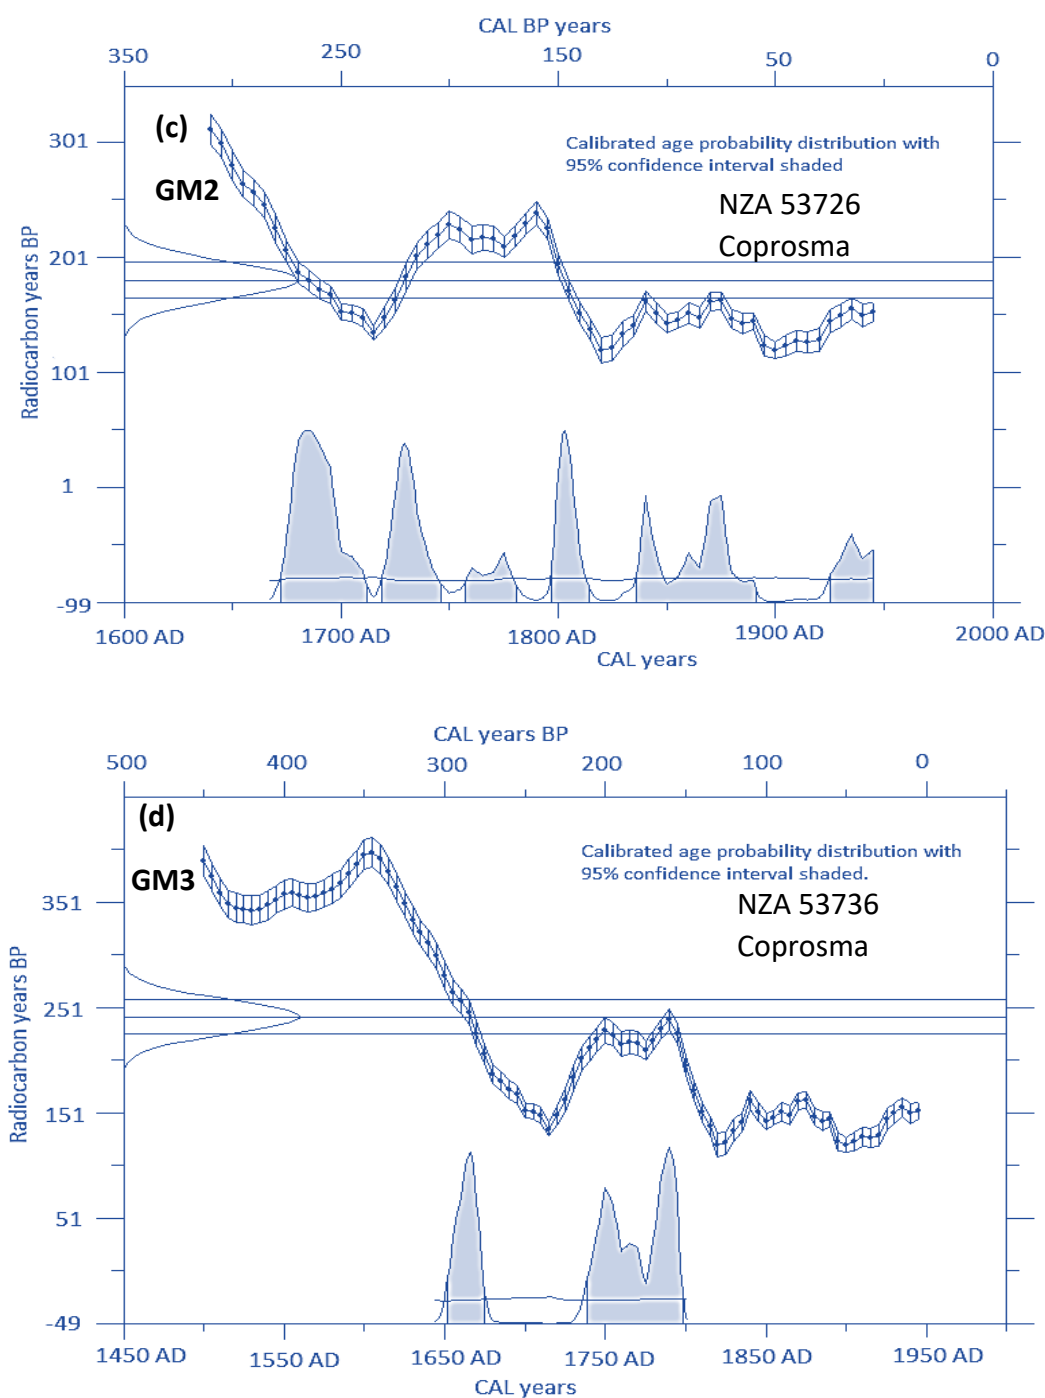 CAL BP years
350 250 150 50 0
(c)
301
Calibrated age probability distribution with
95% confidence interval shaded
GM2
NZA 53726
Coprosma
201
Radiocarbon years BP
101
1
-99
1600 AD 1700 AD 1800 AD 1900 AD 2000 AD
CAL years
CAL years BP
500 400 300 200 100 0
(d)
Calibrated age probability distribution with
95% confidence interval shaded.
GM3
NZA 53736
Coprosma
351
251
Radiocarbon years BP
151
51
-49
1450 AD 1550 AD 1650 AD 1750 AD 1850 AD 1950 AD
CAL years